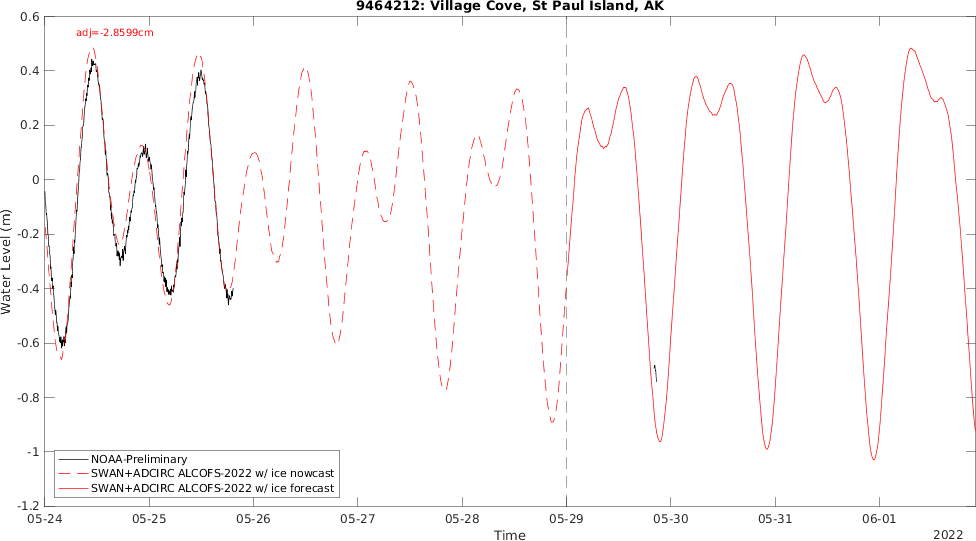 9464212: Village Cove, St Paul Island, AK
adj=-2.8599cm
0.6
0.4
0.2
0
-0.2
-0.4
-0.6
-0.8
-1
-1.2
Water Level (m)
NOAA-Preliminary
SWAN+ADCIRC ALCOFS-2022 w/ ice nowcast
SWAN+ADCIRC ALCOFS-2022 w/ ice forecast
05-24 05-25 05-26 05-27 05-28 05-29 05-30 05-31 06-01
Time
2022